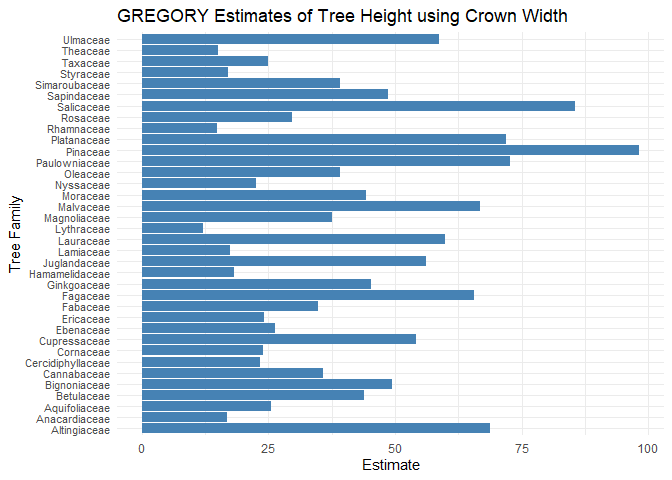 GREGORY Estimates of Tree Height using Crown Width
Ulmaceae
Theaceae
Taxaceae
Styraceae
Simaroubaceae
Sapindaceae
Salicaceae
Rosaceae
Rhamnaceae
Platanaceae
Pinaceae
Paulowniaceae
Oleaceae
Nyssaceae
Moraceae
Malvaceae
Magnoliaceae
Lythraceae
Lauraceae
Lamiaceae
Juglandaceae
Hamamelidaceae
Ginkgoaceae
Fagaceae
Fabaceae
Ericaceae
Ebenaceae
Cupressaceae
Cornaceae
Cercidiphyllaceae
Cannabaceae
Bignoniaceae
Betulaceae
Aquifoliaceae
Anacardiaceae
Altingiaceae
Tree Family
0 25 50 75 100
Estimate